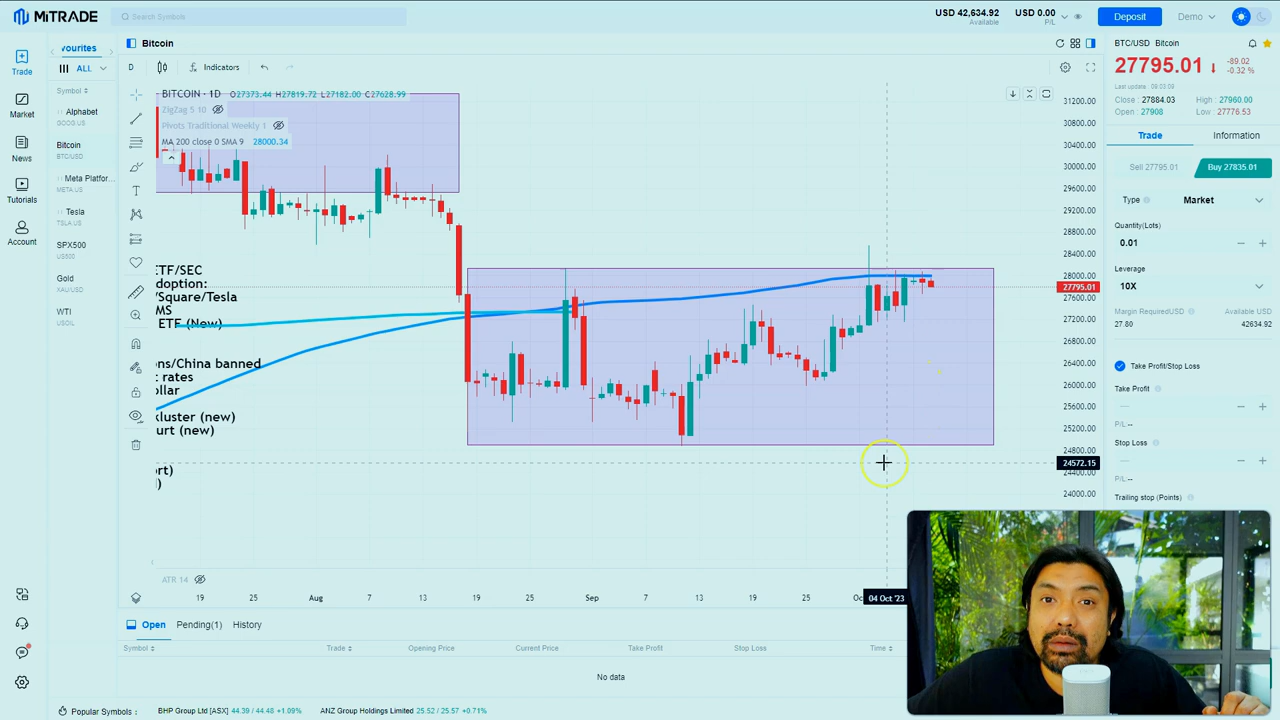 MiTRADE
Search Symbols
USD 42,634.92
Available
USD 0.00
P/L
Deposit
Demo
Trade
Market
News
Tutorials
Account
vourites
ALL
Symbol
Alphabet
GOOG.US
Bitcoin
BTC/USD
Meta Platfor...
META.US
Tesla
TSLA.US
SPX500
US500
Gold
XAU/USD
WTI
USOIL
Bitcoin
D
Indicators
BITCOIN · 1D O27373.44 H27819.72 L27182.00 C27628.99
ZigZag 5 10
Pivots Traditional Weekly 1
MA 200 close 0 SMA 9 28000.34
ETF/SEC
doption:
/Square/Tesla
MS
ETF (New)
ons/China banned
t rates
ollar
kluster (new)
ourt (new)
ort)
)
31200.00
30800.00
30400.00
30000.00
29600.00
29200.00
28800.00
28400.00
28000.00
27795.01
27600.00
27200.00
26800.00
26400.00
26000.00
25600.00
25200.00
24800.00
24572.15
24400.00
24000.00
ATR 14
19
25
Aug
7
13
19
25
Sep
7
13
19
25
Oc
04 Oct '23
Open
Pending(1)
History
Symbol
Trade
Opening Price
Current Price
Take Profit
Stop Loss
Time
No data
Popular Symbols :
BHP Group Ltd [ASX] 44.39 / 44.48 +1.09%
ANZ Group Holdings Limited 25.52 / 25.57 +0.71%
BTC/USD Bitcoin
27795.01
-89.02
-0.32 %
Last update : 09:03:09
Close : 27884.03
High : 27960.00
Open : 27908
Low : 27776.53
Trade
Information
Sell 27795.01
Buy 27835.01
Type
Market
Quantity(Lots)
0.01
Leverage
10X
Margin RequiredUSD
Available USD
27.80
42634.92
Take Profit/Stop Loss
Take Profit
P/L --
Stop Loss
P/L --
Trailing stop (Points)